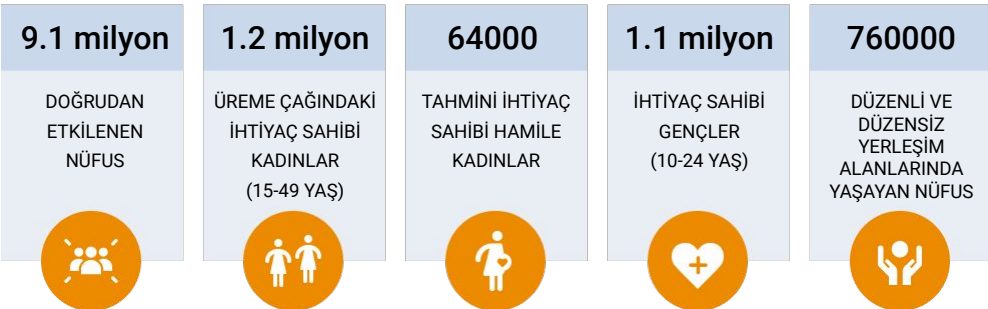 9.1 milyon
DOĞRUDAN
ETKİLENEN
NÜFUS
1.2 milyon
ÜREME ÇAĞINDAKİ
İHTİYAÇ SAHİBİ
KADINLAR
(15-49 YAŞ)
64000
TAHMİNİ İHTİYAÇ
SAHİBİ HAMİLE
KADINLAR
1.1 milyon
İHTİYAÇ SAHİBİ
GENÇLER
(10-24 YAŞ)
760000
DÜZENLİ VE
DÜZENSİZ
YERLEŞİM
ALANLARINDA
YAŞAYAN NÜFUS